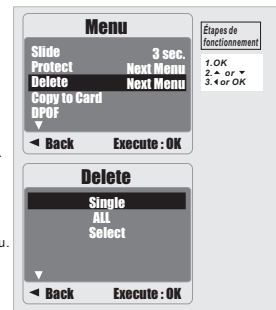 Menu
Slide 3 sec.
Protect Next Menu
Delete Next Menu
Copy to Card
DPOF
▼
◄ Back Execute : OK
Étapes de
fonctionnement
1.OK
2.▲ or ▼
3.◄ or OK
Delete
Single
ALL
Select
▼
◄ Back Execute : OK
u.